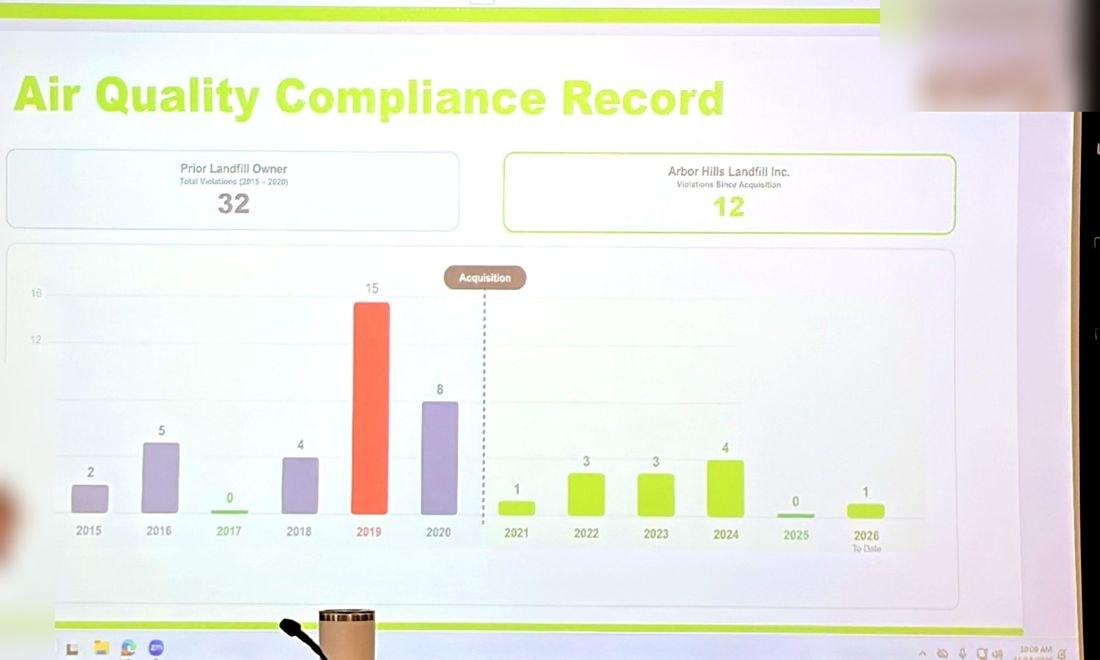 Air Quality Compliance Record
Prior Landfill Owner
Total Violations (2015 – 2020)
32
Arbor Hills Landfill Inc.
Violations Since Acquisition
12
Acquisition
16
12
15
8
5
4
2
0
1
3
3
4
0
1
2015 2016 2017 2018 2019 2020 2021 2022 2023 2024 2025 2026
To Date